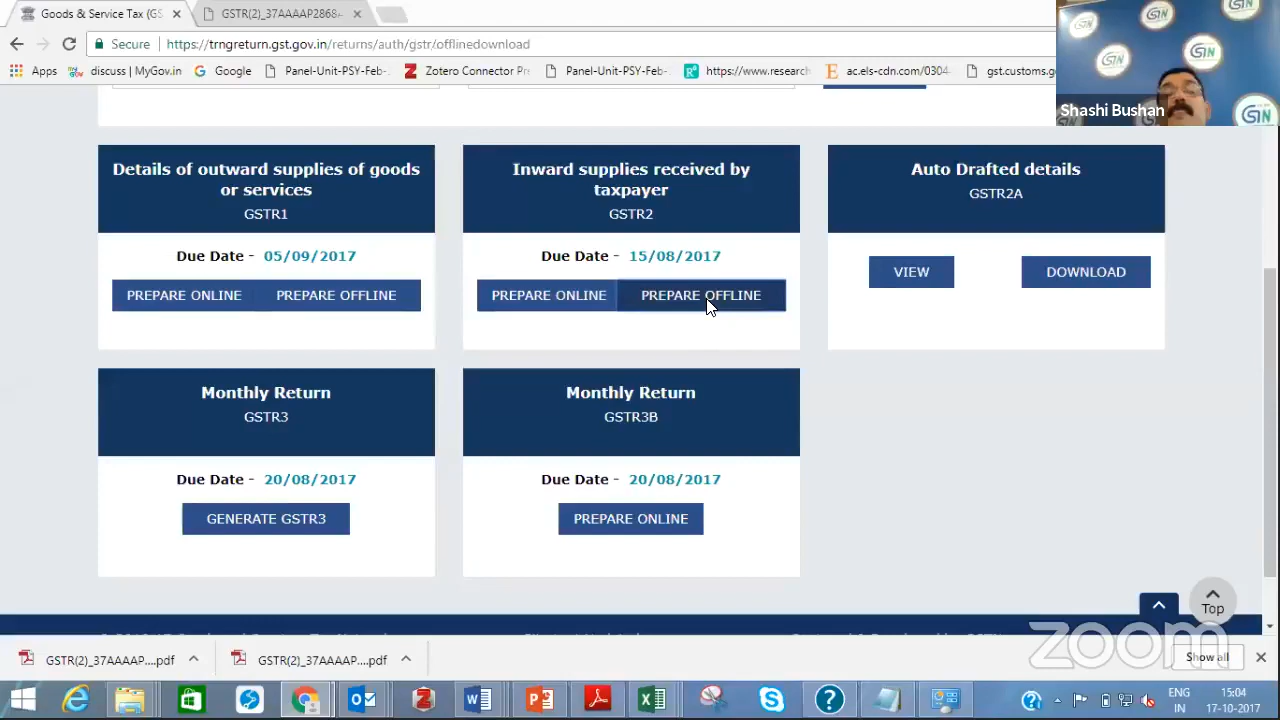 Goods & Service Tax (GS
GSTR(2)_37AAAAP2868
Secure
https://trngreturn.gst.gov.in/returns/auth/gstr/offlinedownload
Apps
discuss | MyGov.in
Google
Panel-Unit-PSY-Feb-
Zotero Connector Pr
Panel-Unit-PSY-Feb-
https://www.research
ac.els-cdn.com/0304-
gst.customs.go
Shashi Bushan
Details of outward supplies of goods
or services
GSTR1
Due Date - 05/09/2017
PREPARE ONLINE
PREPARE OFFLINE
Inward supplies received by
taxpayer
GSTR2
Due Date - 15/08/2017
PREPARE ONLINE
PREPARE OFFLINE
Auto Drafted details
GSTR2A
VIEW
DOWNLOAD
Monthly Return
GSTR3
Due Date - 20/08/2017
GENERATE GSTR3
Monthly Return
GSTR3B
Due Date - 20/08/2017
PREPARE ONLINE
Top
zoom
GSTR(2)_37AAAAP....pdf
GSTR(2)_37AAAAP....pdf
Show all
ENG
IN
15:04
17-10-2017